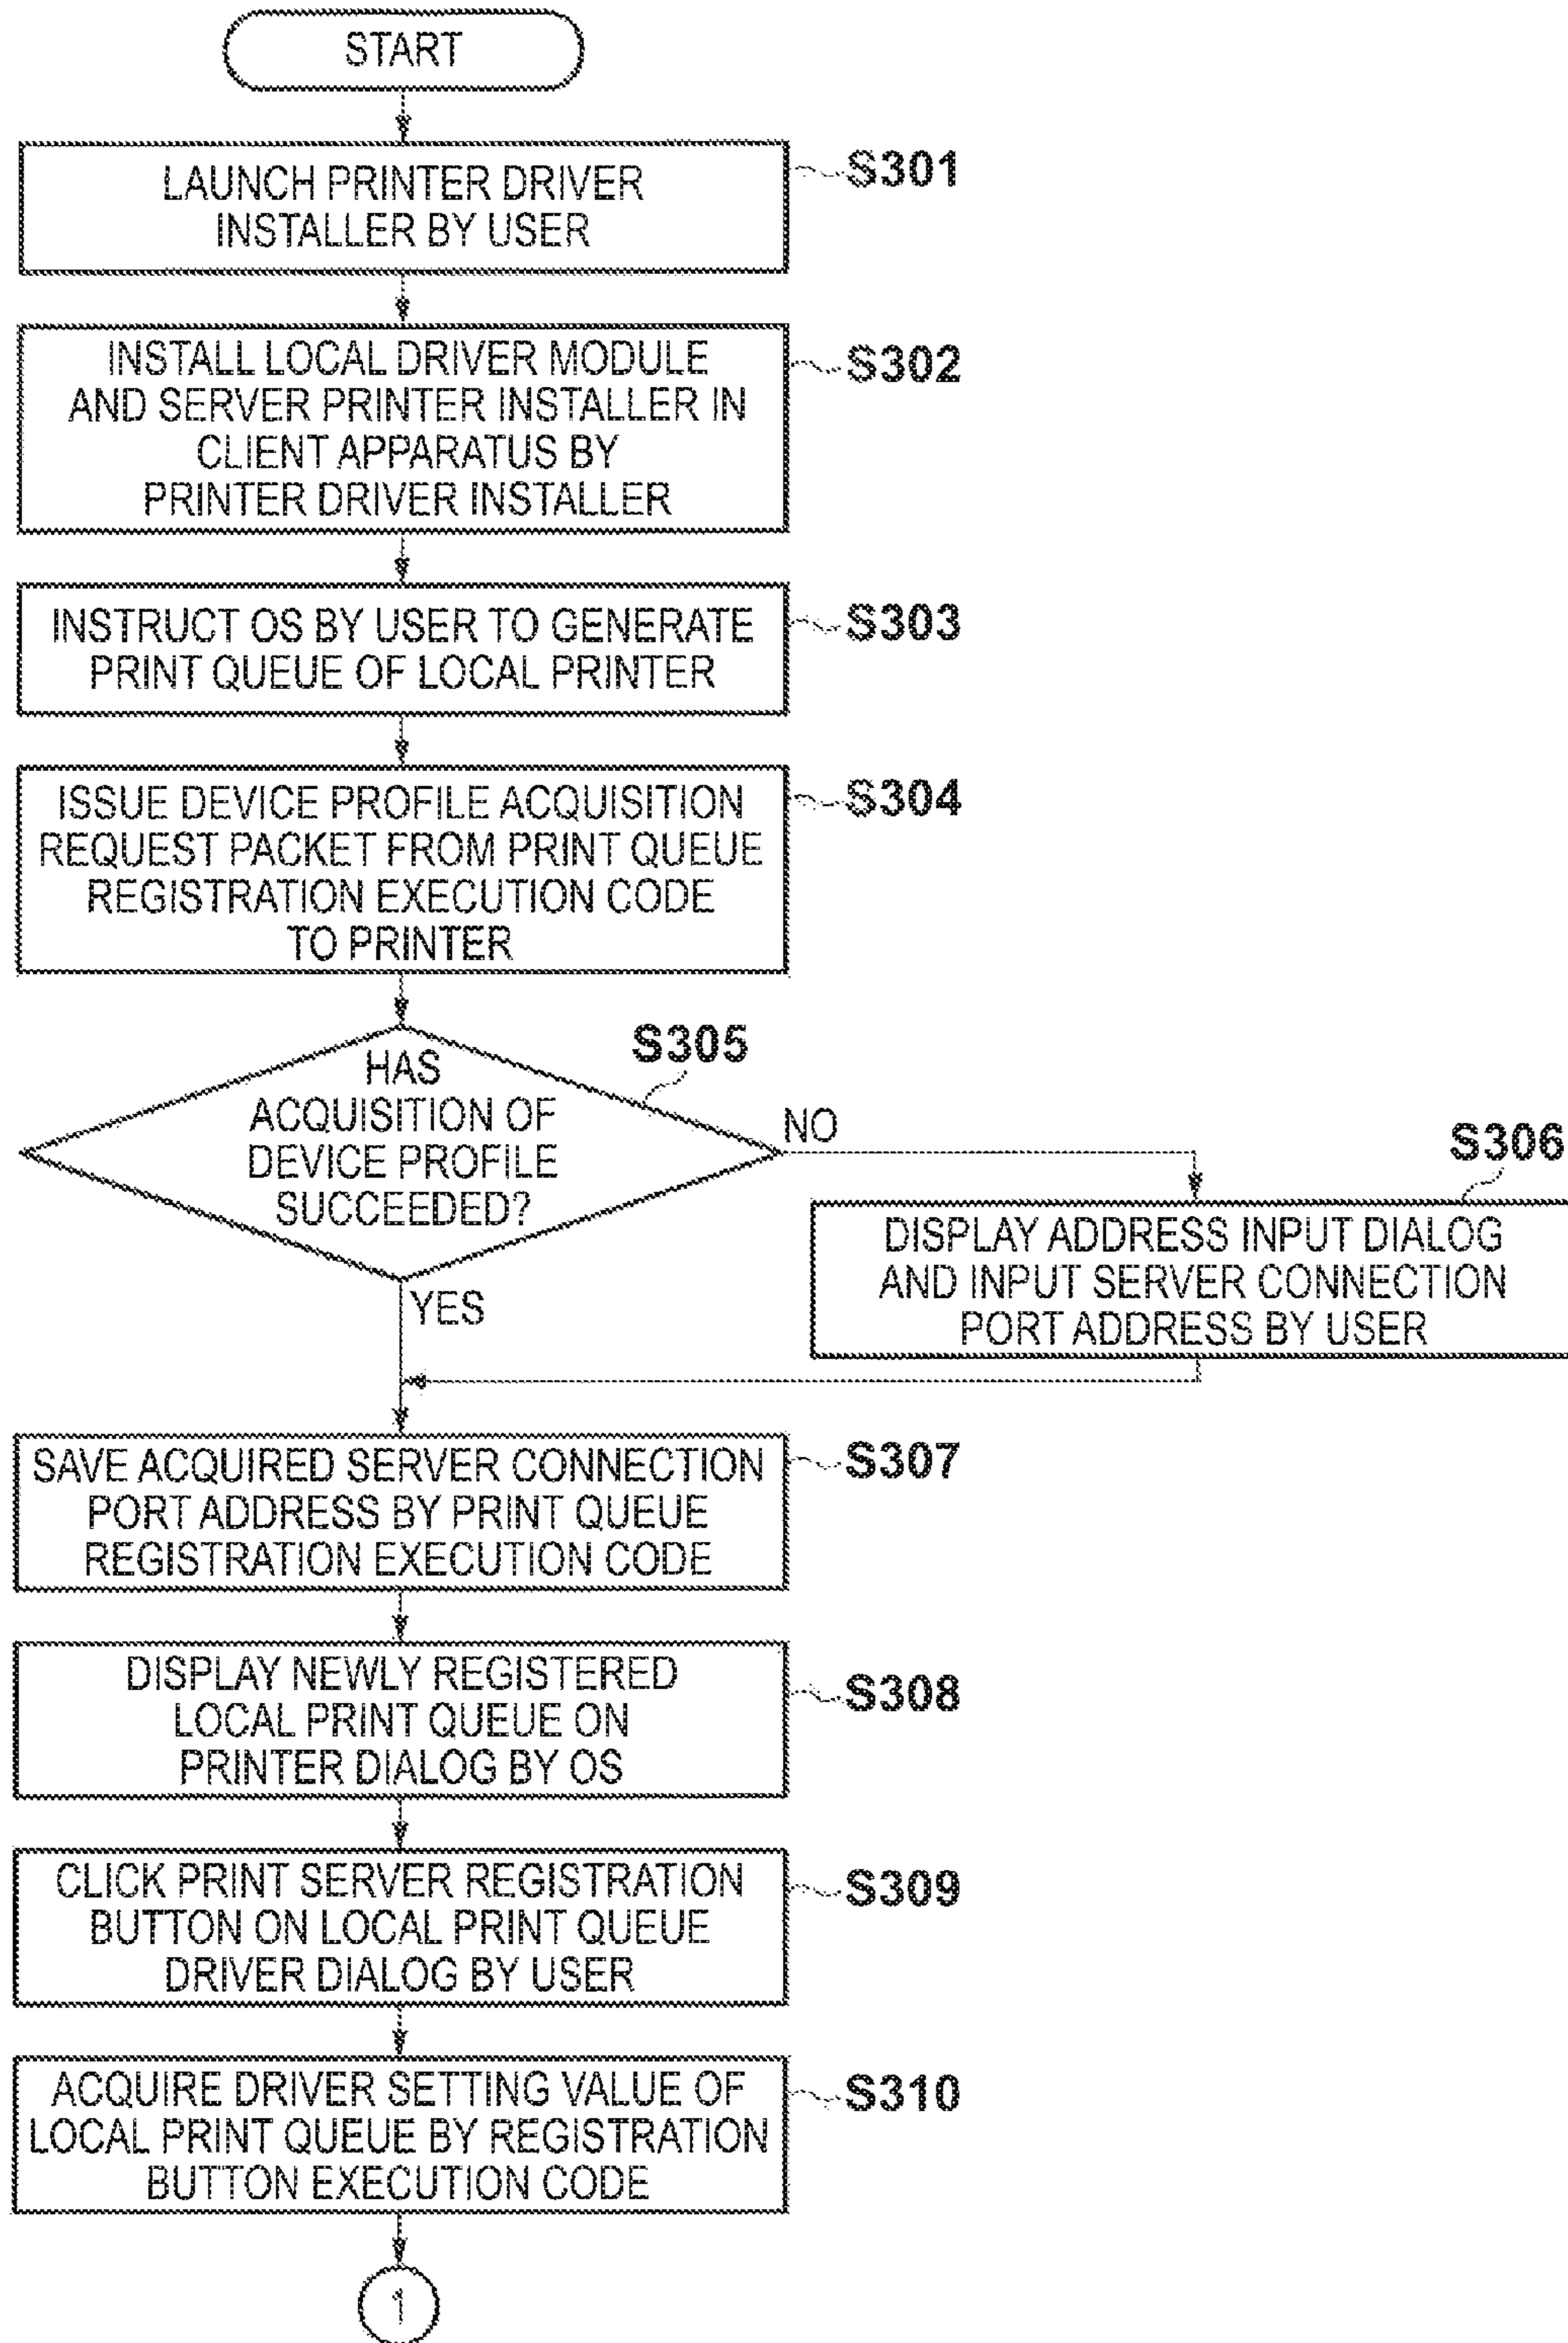 START
LAUNCH PRINTER DRIVER
INSTALLER BY USER
S301
INSTALL LOCAL DRIVER MODULE
AND SERVER PRINTER INSTALLER IN
CLIENT APPARATUS BY
PRINTER DRIVER INSTALLER
S302
INSTRUCT OS BY USER TO GENERATE
PRINT QUEUE OF LOCAL PRINTER
S303
ISSUE DEVICE PROFILE ACQUISITION
REQUEST PACKET FROM PRINT QUEUE
REGISTRATION EXECUTION CODE
TO PRINTER
S304
HAS
ACQUISITION OF
DEVICE PROFILE
SUCCEEDED?
S305
NO
YES
S306
DISPLAY ADDRESS INPUT DIALOG
AND INPUT SERVER CONNECTION
PORT ADDRESS BY USER
SAVE ACQUIRED SERVER CONNECTION
PORT ADDRESS BY PRINT QUEUE
REGISTRATION EXECUTION CODE
S307
DISPLAY NEWLY REGISTERED
LOCAL PRINT QUEUE ON
PRINTER DIALOG BY OS
S308
CLICK PRINT SERVER REGISTRATION
BUTTON ON LOCAL PRINT QUEUE
DRIVER DIALOG BY USER
S309
ACQUIRE DRIVER SETTING VALUE OF
LOCAL PRINT QUEUE BY REGISTRATION
BUTTON EXECUTION CODE
S310
1